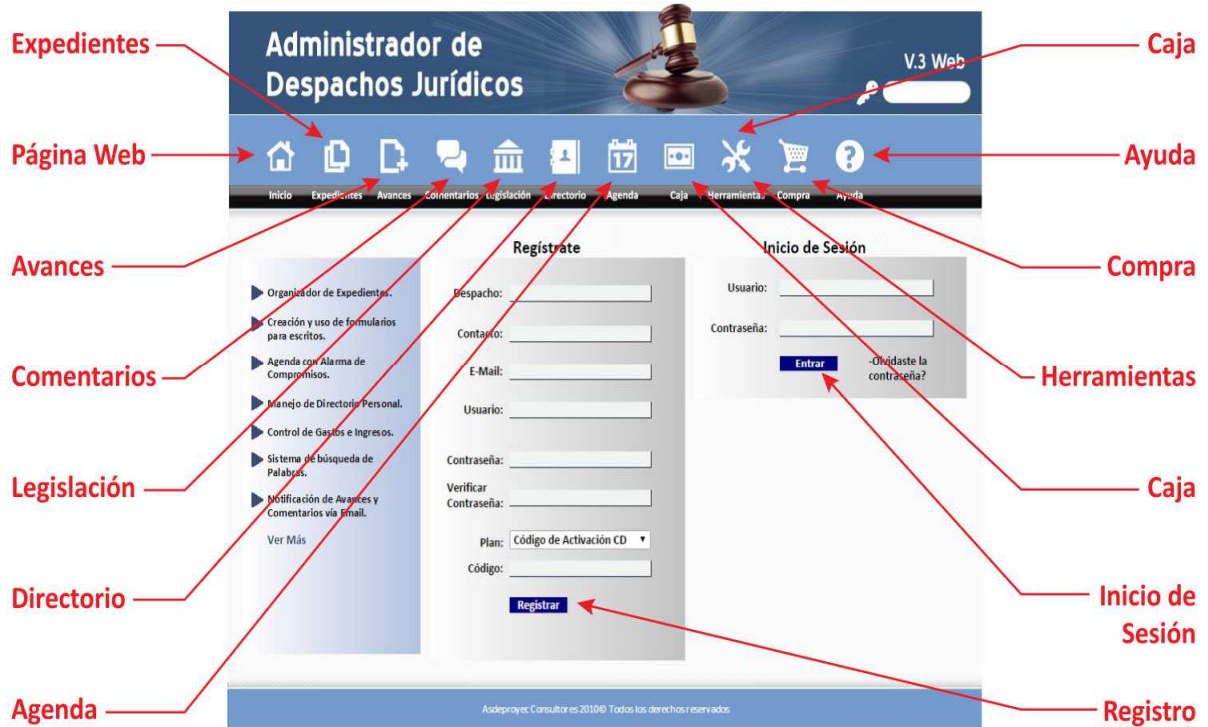 Expedientes
Página Web
Avances
Comentarios
Legislación
Directorio
Agenda
Administrador de
Despachos Jurídicos
V.3 Web
17
Inicio Expedientes Avances Comentarios Legislación Directorio Agenda Caja Herramientas Compra Ayuda
Organizador de Expedientes.
Creación y uso de formularios
para escritos.
Agenda con Alarma de
Compromisos.
Manejo de Directorio Personal.
Control de Gastos e Ingresos.
Sistema de búsqueda de
Palabras.
Notificación de Avances y
Comentarios vía Email.
Ver Más
Regístrate
Despacho:
Contacto:
E-Mail:
Usuario:
Contraseña:
Verificar
Contraseña:
Plan: Código de Activación CD
Código:
Registrar
Inicio de Sesión
Usuario:
Contraseña:
Entrar
-Olvidaste la
contraseña?
Asdeproyec Consultores 2010© Todos los derechos reservados
Caja
Ayuda
Compra
Herramientas
Caja
Inicio de
Sesión
Registro